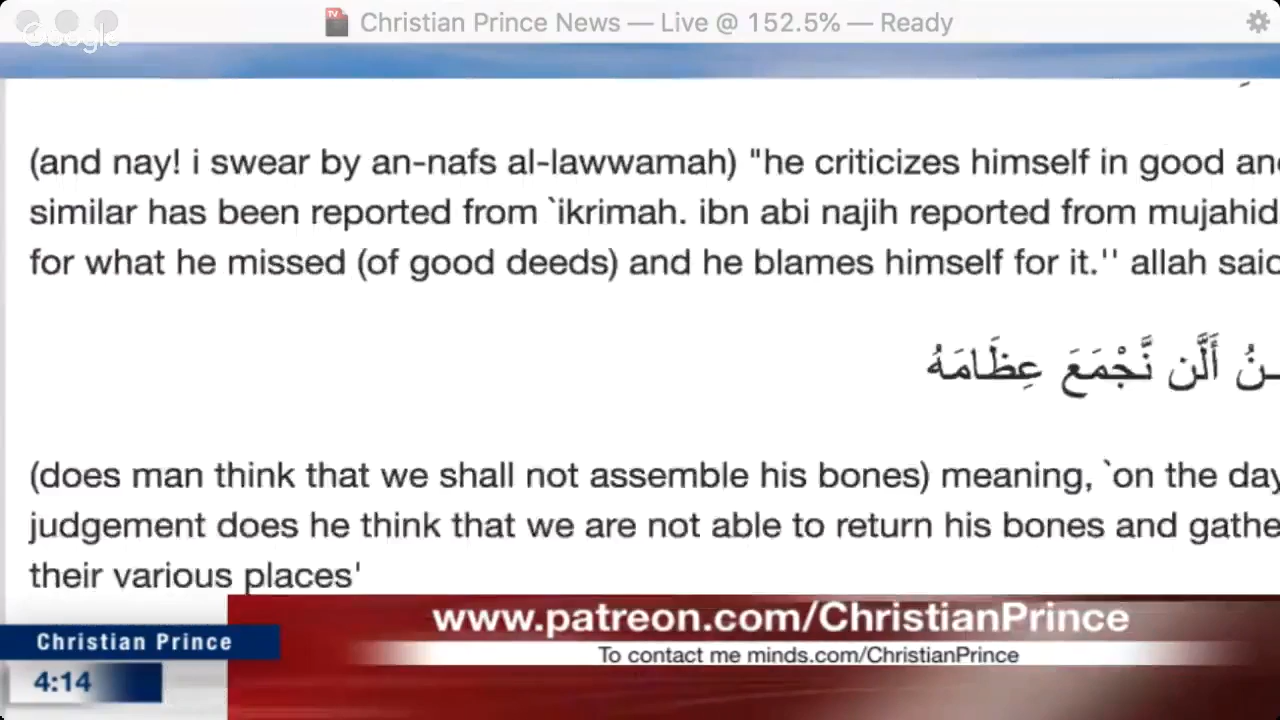 Christian Prince News — Live @ 152.5% — Ready
Google
(and nay! i swear by an-nafs al-lawwamah) "he criticizes himself in good an
similar has been reported from `ikrimah. ibn abi najih reported from mujahid
for what he missed (of good deeds) and he blames himself for it.'' allah said
ـنُ أَلَّن نَّجْمَعَ عِظَامَهُ
(does man think that we shall not assemble his bones) meaning, `on the day
judgement does he think that we are not able to return his bones and gathe
their various places'
www.patreon.com/ChristianPrince
Christian Prince
To contact me minds.com/ChristianPrince
4:14